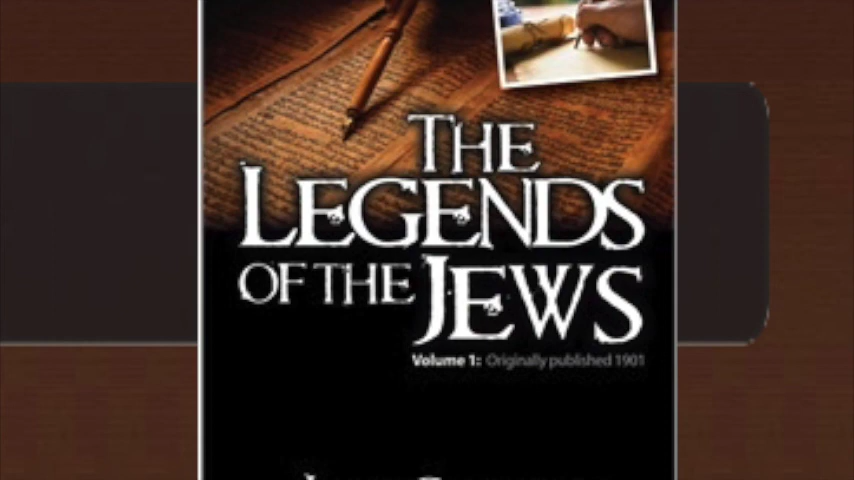 THE
LEGENDS
OF THE JEWS
Volume 1: Originally published 1901